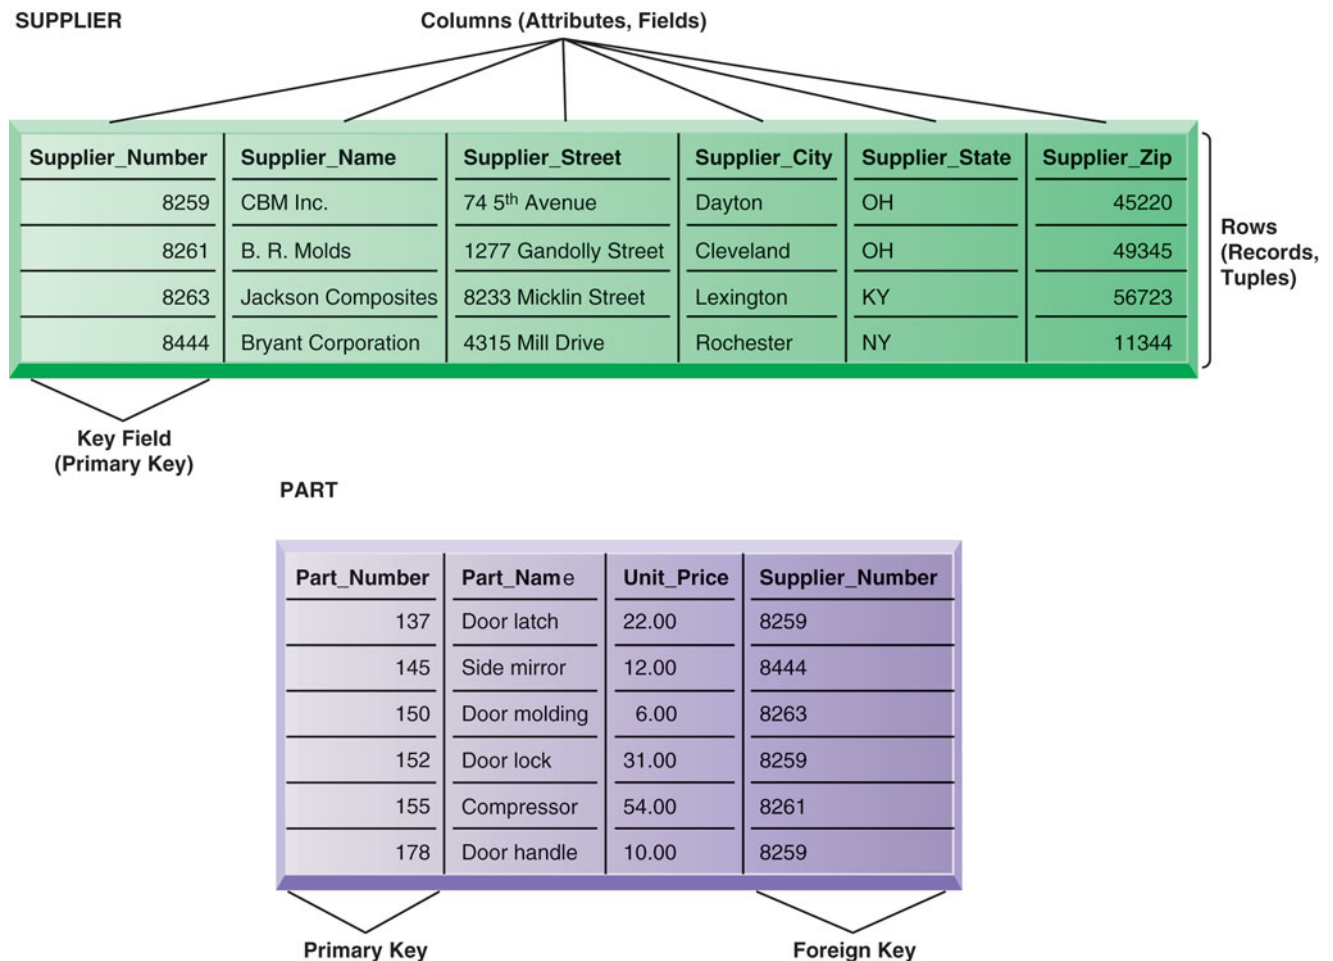 SUPPLIER
Columns (Attributes, Fields)
Supplier_Number Supplier_Name Supplier_Street Supplier_City Supplier_State Supplier_Zip
8259 CBM Inc. 74 5th Avenue Dayton OH 45220
8261 B. R. Molds 1277 Gandolly Street Cleveland OH 49345
8263 Jackson Composites 8233 Micklin Street Lexington KY 56723
8444 Bryant Corporation 4315 Mill Drive Rochester NY 11344
Rows
(Records,
Tuples)
Key Field
(Primary Key)
PART
Part_Number Part_Name Unit_Price Supplier_Number
137 Door latch 22.00 8259
145 Side mirror 12.00 8444
150 Door molding 6.00 8263
152 Door lock 31.00 8259
155 Compressor 54.00 8261
178 Door handle 10.00 8259
Primary Key
Foreign Key